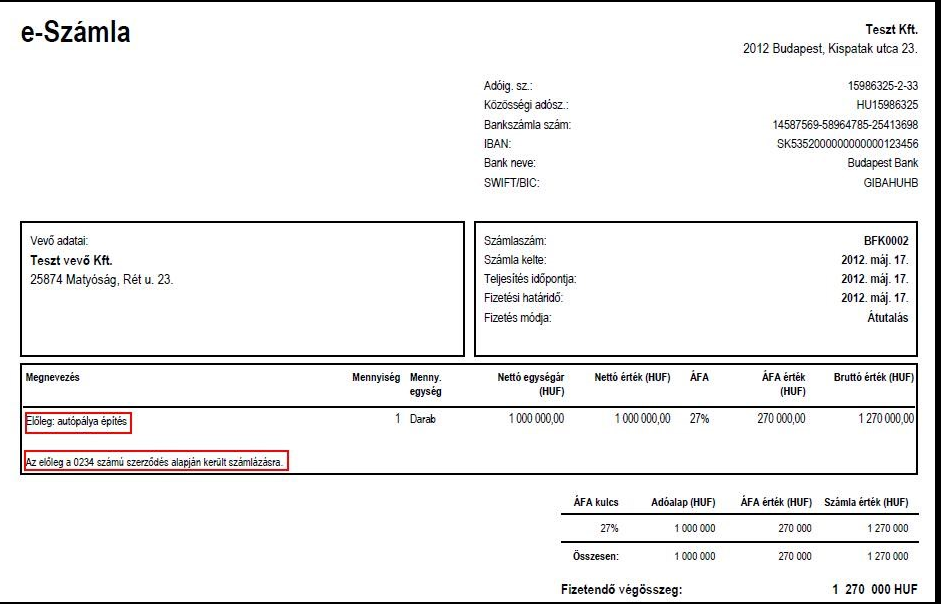 e-Számla
Teszt Kft.
2012 Budapest, Kispatak utca 23.
Adóig. sz.: 15986325-2-33
Közösségi adósz.: HU15986325
Bankszámla szám: 14587569-58964785-25413698
IBAN: SK5352000000000000123456
Bank neve: Budapest Bank
SWIFT/BIC: GIBAHUHB
Vevő adatai:
Teszt vevő Kft.
25874 Matyóság, Rét u. 23.
Számlaszám: BFK0002
Számla kelte: 2012. máj. 17.
Teljesítés időpontja: 2012. máj. 17.
Fizetési határidő: 2012. máj. 17.
Fizetés módja: Átutalás
Megnevezés Mennyiség Menny. egység Nettó egységár (HUF) Nettó érték (HUF) ÁFA ÁFA érték (HUF) Bruttó érték (HUF)
Előleg: autópálya építés 1 Darab 1 000 000,00 1 000 000,00 27% 270 000,00 1 270 000,00
Az előleg a 0234 számú szerződés alapján került számlázásra.
ÁFA kulcs Adóalap (HUF) ÁFA érték (HUF) Számla érték (HUF)
27% 1 000 000 270 000 1 270 000
Összesen: 1 000 000 270 000 1 270 000
Fizetendő végösszeg: 1 270 000 HUF